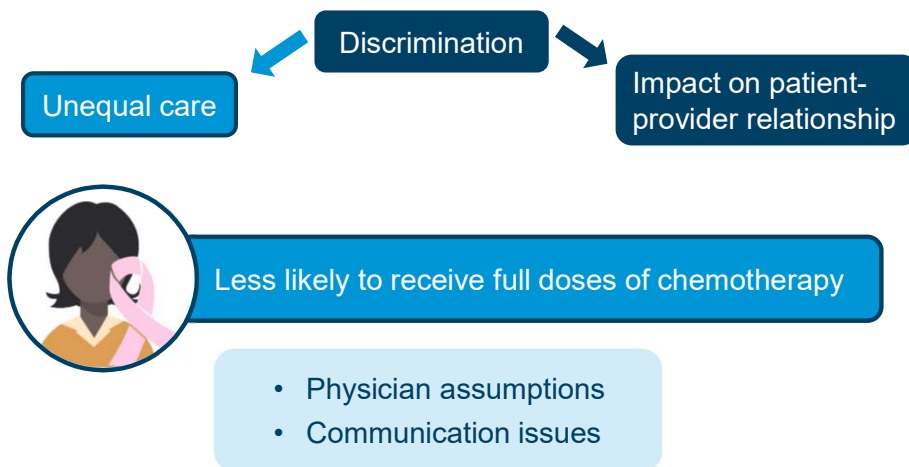 Discrimination
Unequal care
Impact on patient-
provider relationship
Less likely to receive full doses of chemotherapy
• Physician assumptions
• Communication issues